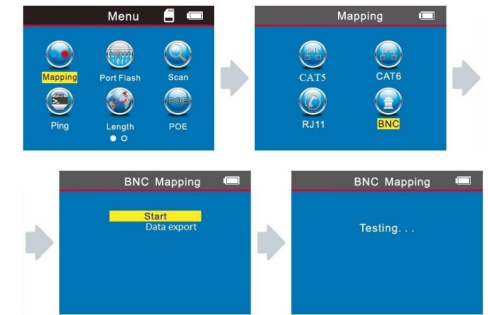 Menu
Mapping
Port Flash
Scan
Ping
Length
POE
Mapping
CAT5
CAT6
RJ11
BNC
BNC Mapping
Start
Data export
BNC Mapping
Testing. . .